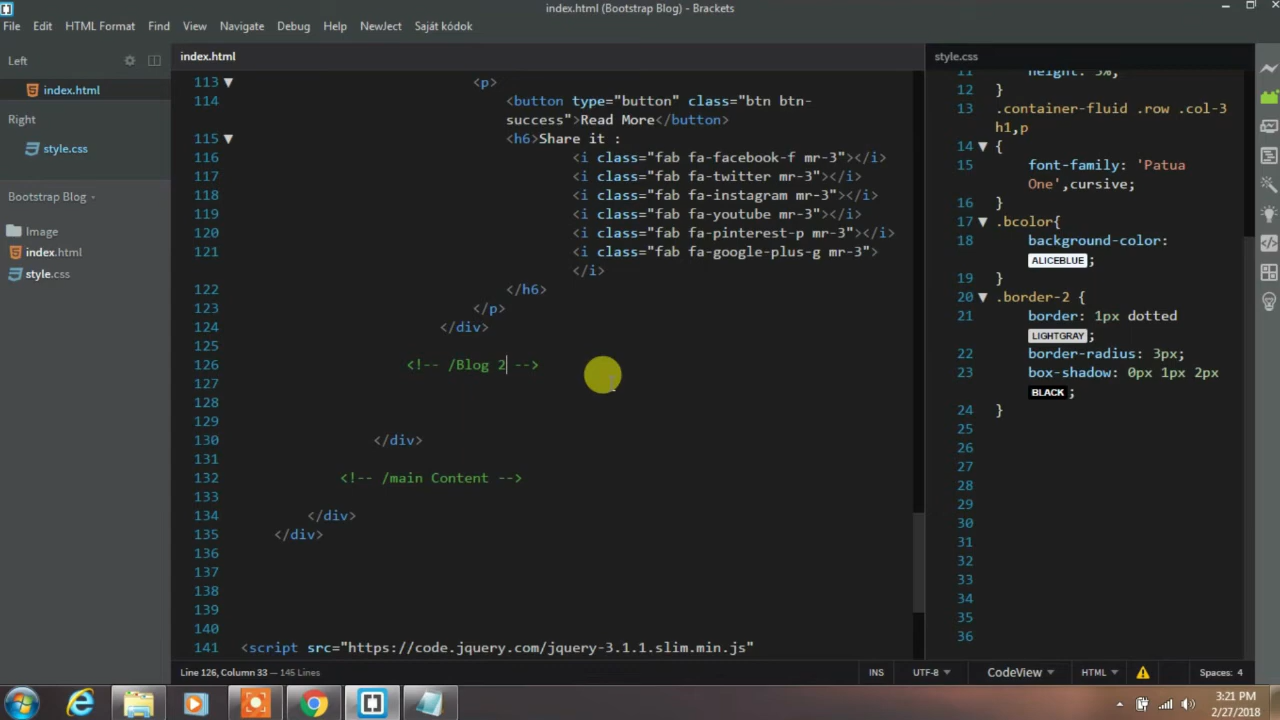 index.html (Bootstrap Blog) - Brackets
File Edit HTML Format Find View Navigate Debug Help NewJect Saját kódok
Left
index.html
Right
style.css
Bootstrap Blog
Image
index.html
style.css
index.html
113 <p>
114 <button type="button" class="btn btn-
success">Read More</button>
115 <h6>Share it :
116 <i class="fab fa-facebook-f mr-3"></i>
117 <i class="fab fa-twitter mr-3"></i>
118 <i class="fab fa-instagram mr-3"></i>
119 <i class="fab fa-youtube mr-3"></i>
120 <i class="fab fa-pinterest-p mr-3"></i>
121 <i class="fab fa-google-plus-g mr-3">
</i>
122 </h6>
123 </p>
124 </div>
125
126 <!-- /Blog 2 -->
127
128
129
130 </div>
131
132 <!-- /main Content -->
133
134 </div>
135 </div>
136
137
138
139
140
141 <script src="https://code.jquery.com/jquery-3.1.1.slim.min.js"
style.css
11 height: 5%;
12 }
13 .container-fluid .row .col-3
h1,p
14 {
15 font-family: 'Patua
One',cursive;
16 }
17 .bcolor{
18 background-color:
ALICEBLUE ;
19 }
20 .border-2 {
21 border: 1px dotted
LIGHTGRAY ;
22 border-radius: 3px;
23 box-shadow: 0px 1px 2px
BLACK ;
24 }
25
26
27
28
29
30
31
32
33
34
35
36
Line 126, Column 33 — 145 Lines
INS UTF-8 CodeView HTML Spaces: 4
3:21 PM
2/27/2018